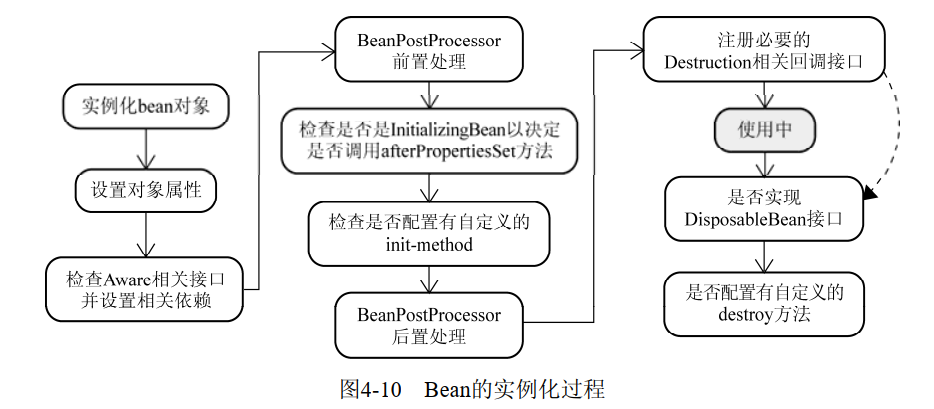 实例化bean对象
设置对象属性
检查Aware相关接口
并设置相关依赖
BeanPostProcessor
前置处理
检查是否是InitializingBean以决定
是否调用afterPropertiesSet方法
检查是否配置有自定义的
init-method
BeanPostProcessor
后置处理
注册必要的
Destruction相关回调接口
使用中
是否实现
DisposableBean接口
是否配置有自定义的
destroy方法
图4-10 Bean的实例化过程